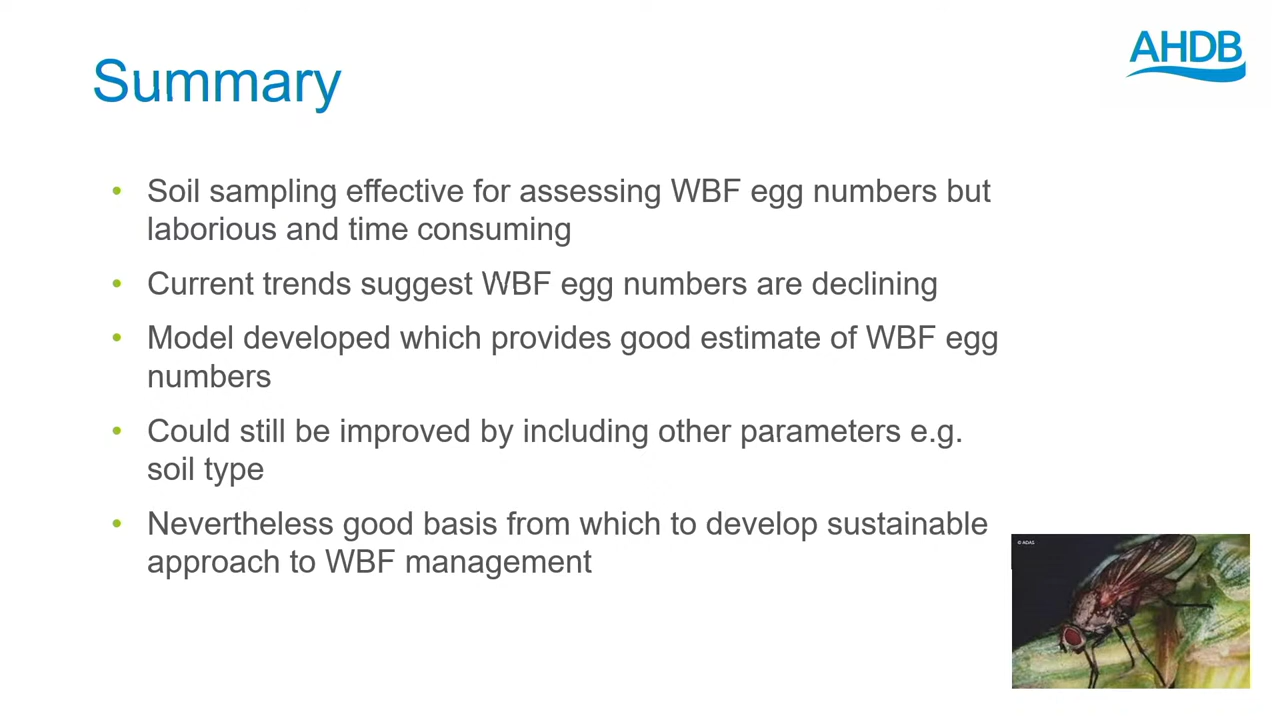 AHDB
Summary
• Soil sampling effective for assessing WBF egg numbers but
laborious and time consuming
• Current trends suggest WBF egg numbers are declining
• Model developed which provides good estimate of WBF egg
numbers
• Could still be improved by including other parameters e.g.
soil type
• Nevertheless good basis from which to develop sustainable
approach to WBF management
© ADAS